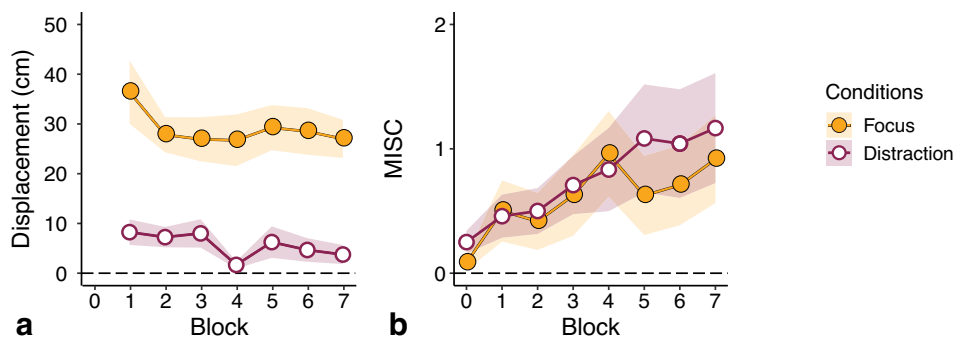 Displacement (cm)
50
40
30
20
10
0
0 1 2 3 4 5 6 7
Block
a
MISC
2
1
0
0 1 2 3 4 5 6 7
Block
b
Conditions
Focus
Distraction